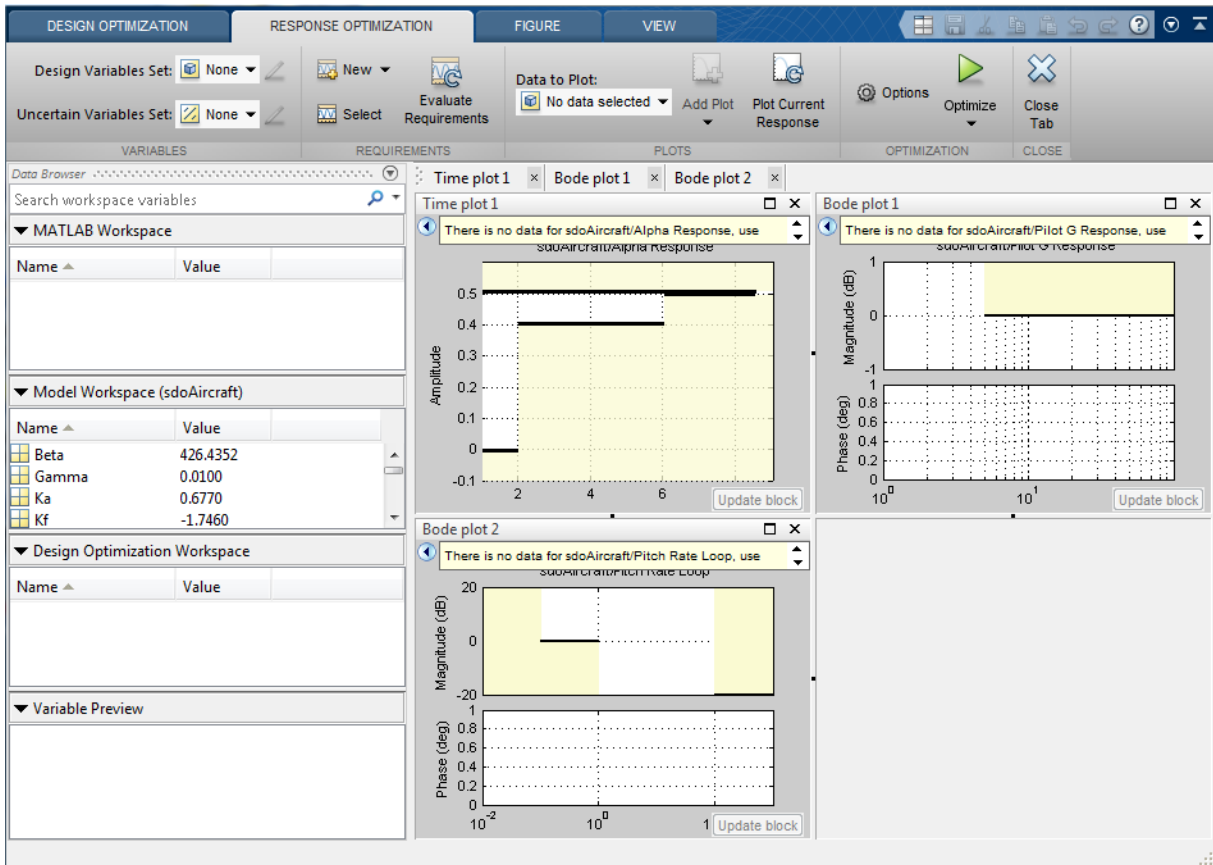 DESIGN OPTIMIZATION RESPONSE OPTIMIZATION FIGURE VIEW
Design Variables Set: None New Evaluate Requirements Data to Plot: No data selected Add Plot Plot Current Response Options Optimize Close Tab
Uncertain Variables Set: None Select
VARIABLES REQUIREMENTS PLOTS OPTIMIZATION CLOSE
Data Browser
Search workspace variables
MATLAB Workspace
Name Value
Model Workspace (sdoAircraft)
Name Value
Beta 426.4352
Gamma 0.0100
Ka 0.6770
Kf -1.7460
Design Optimization Workspace
Name Value
Variable Preview
Time plot 1 × Bode plot 1 × Bode plot 2 ×
Time plot 1
There is no data for sdoAircraft/Alpha Response, use
sdoAircraft/Alpha Response
Amplitude
0.5
0.4
0.3
0.2
0.1
0
-0.1
2 4 6
Update block
Bode plot 1
There is no data for sdoAircraft/Pilot G Response, use
sdoAircraft/Pilot G Response
Magnitude (dB)
1
0
-1
Phase (deg)
1
0.8
0.6
0.4
0.2
0
10^0 10^1
Update block
Bode plot 2
There is no data for sdoAircraft/Pitch Rate Loop, use
sdoAircraft/Pitch Rate Loop
Magnitude (dB)
20
0
-20
Phase (deg)
1
0.8
0.6
0.4
0.2
0
10^-2 10^0 1
Update block